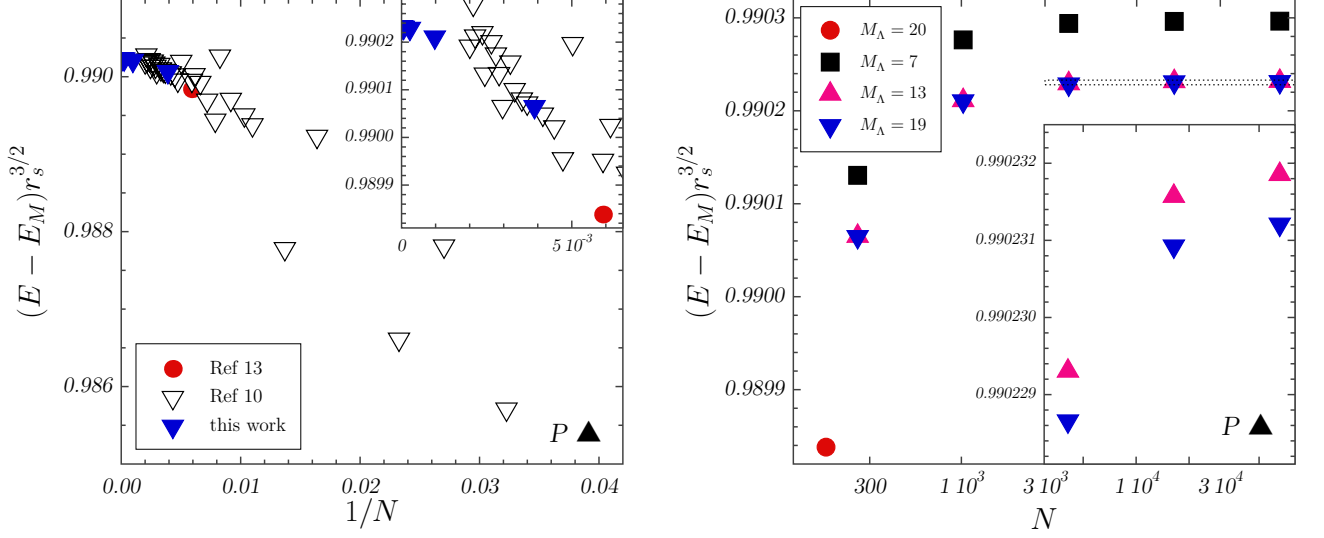 (E − E_M)r_s^{3/2}
0.990
0.988
0.986
0.9902
0.9901
0.9900
0.9899
0
5 10⁻³
Ref 13
Ref 10
this work
P
0.00
0.01
0.02
0.03
0.04
1/N
(E − E_M)r_s^{3/2}
0.9903
0.9902
0.9901
0.9900
0.9899
M_Λ = 20
M_Λ = 7
M_Λ = 13
M_Λ = 19
0.990232
0.990231
0.990230
0.990229
P
300
1 10³
3 10³
1 10⁴
3 10⁴
N